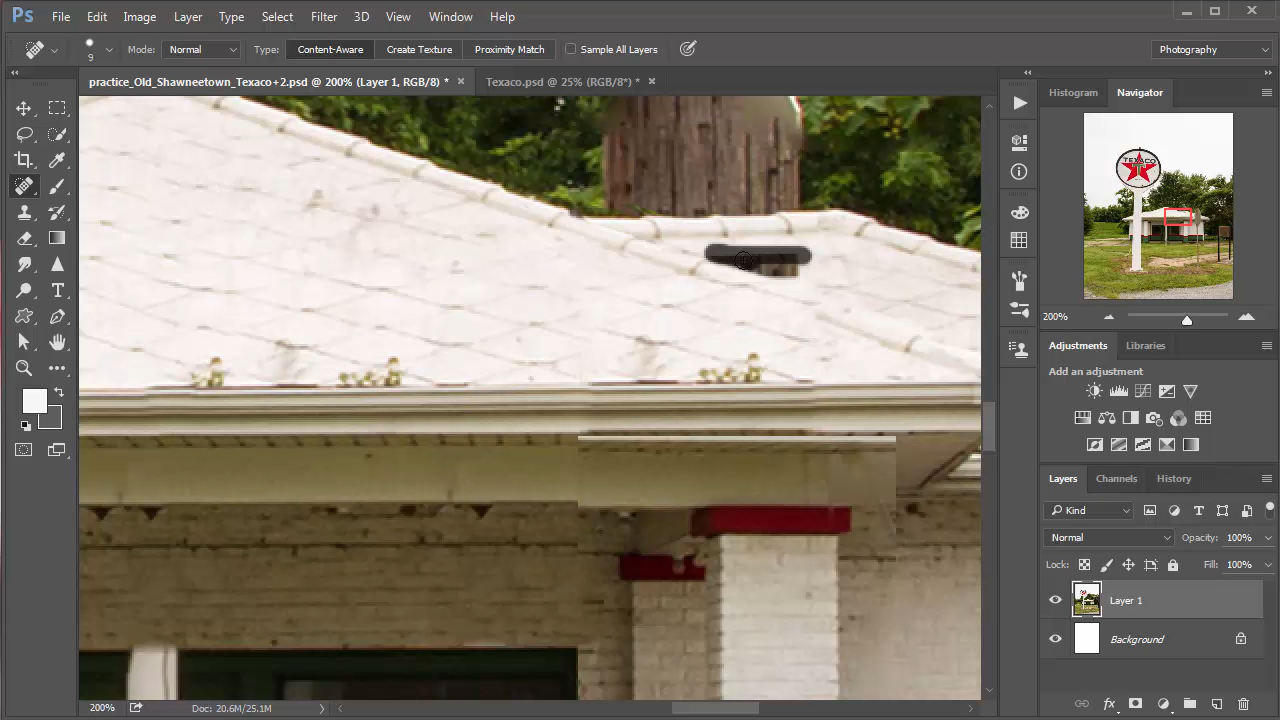 Ps File Edit Image Layer Type Select Filter 3D View Window Help
9 Mode: Normal Type: Content-Aware Create Texture Proximity Match Sample All Layers Photography
practice_Old_Shawneetown_Texaco+2.psd @ 200% (Layer 1, RGB/8) * Texaco.psd @ 25% (RGB/8*) *
Histogram Navigator
TEXACO
200%
Adjustments Libraries
Add an adjustment
Layers Channels History
Kind
Normal Opacity: 100%
Lock: Fill: 100%
Layer 1
Background
200% Doc: 20.6M/25.1M
fx